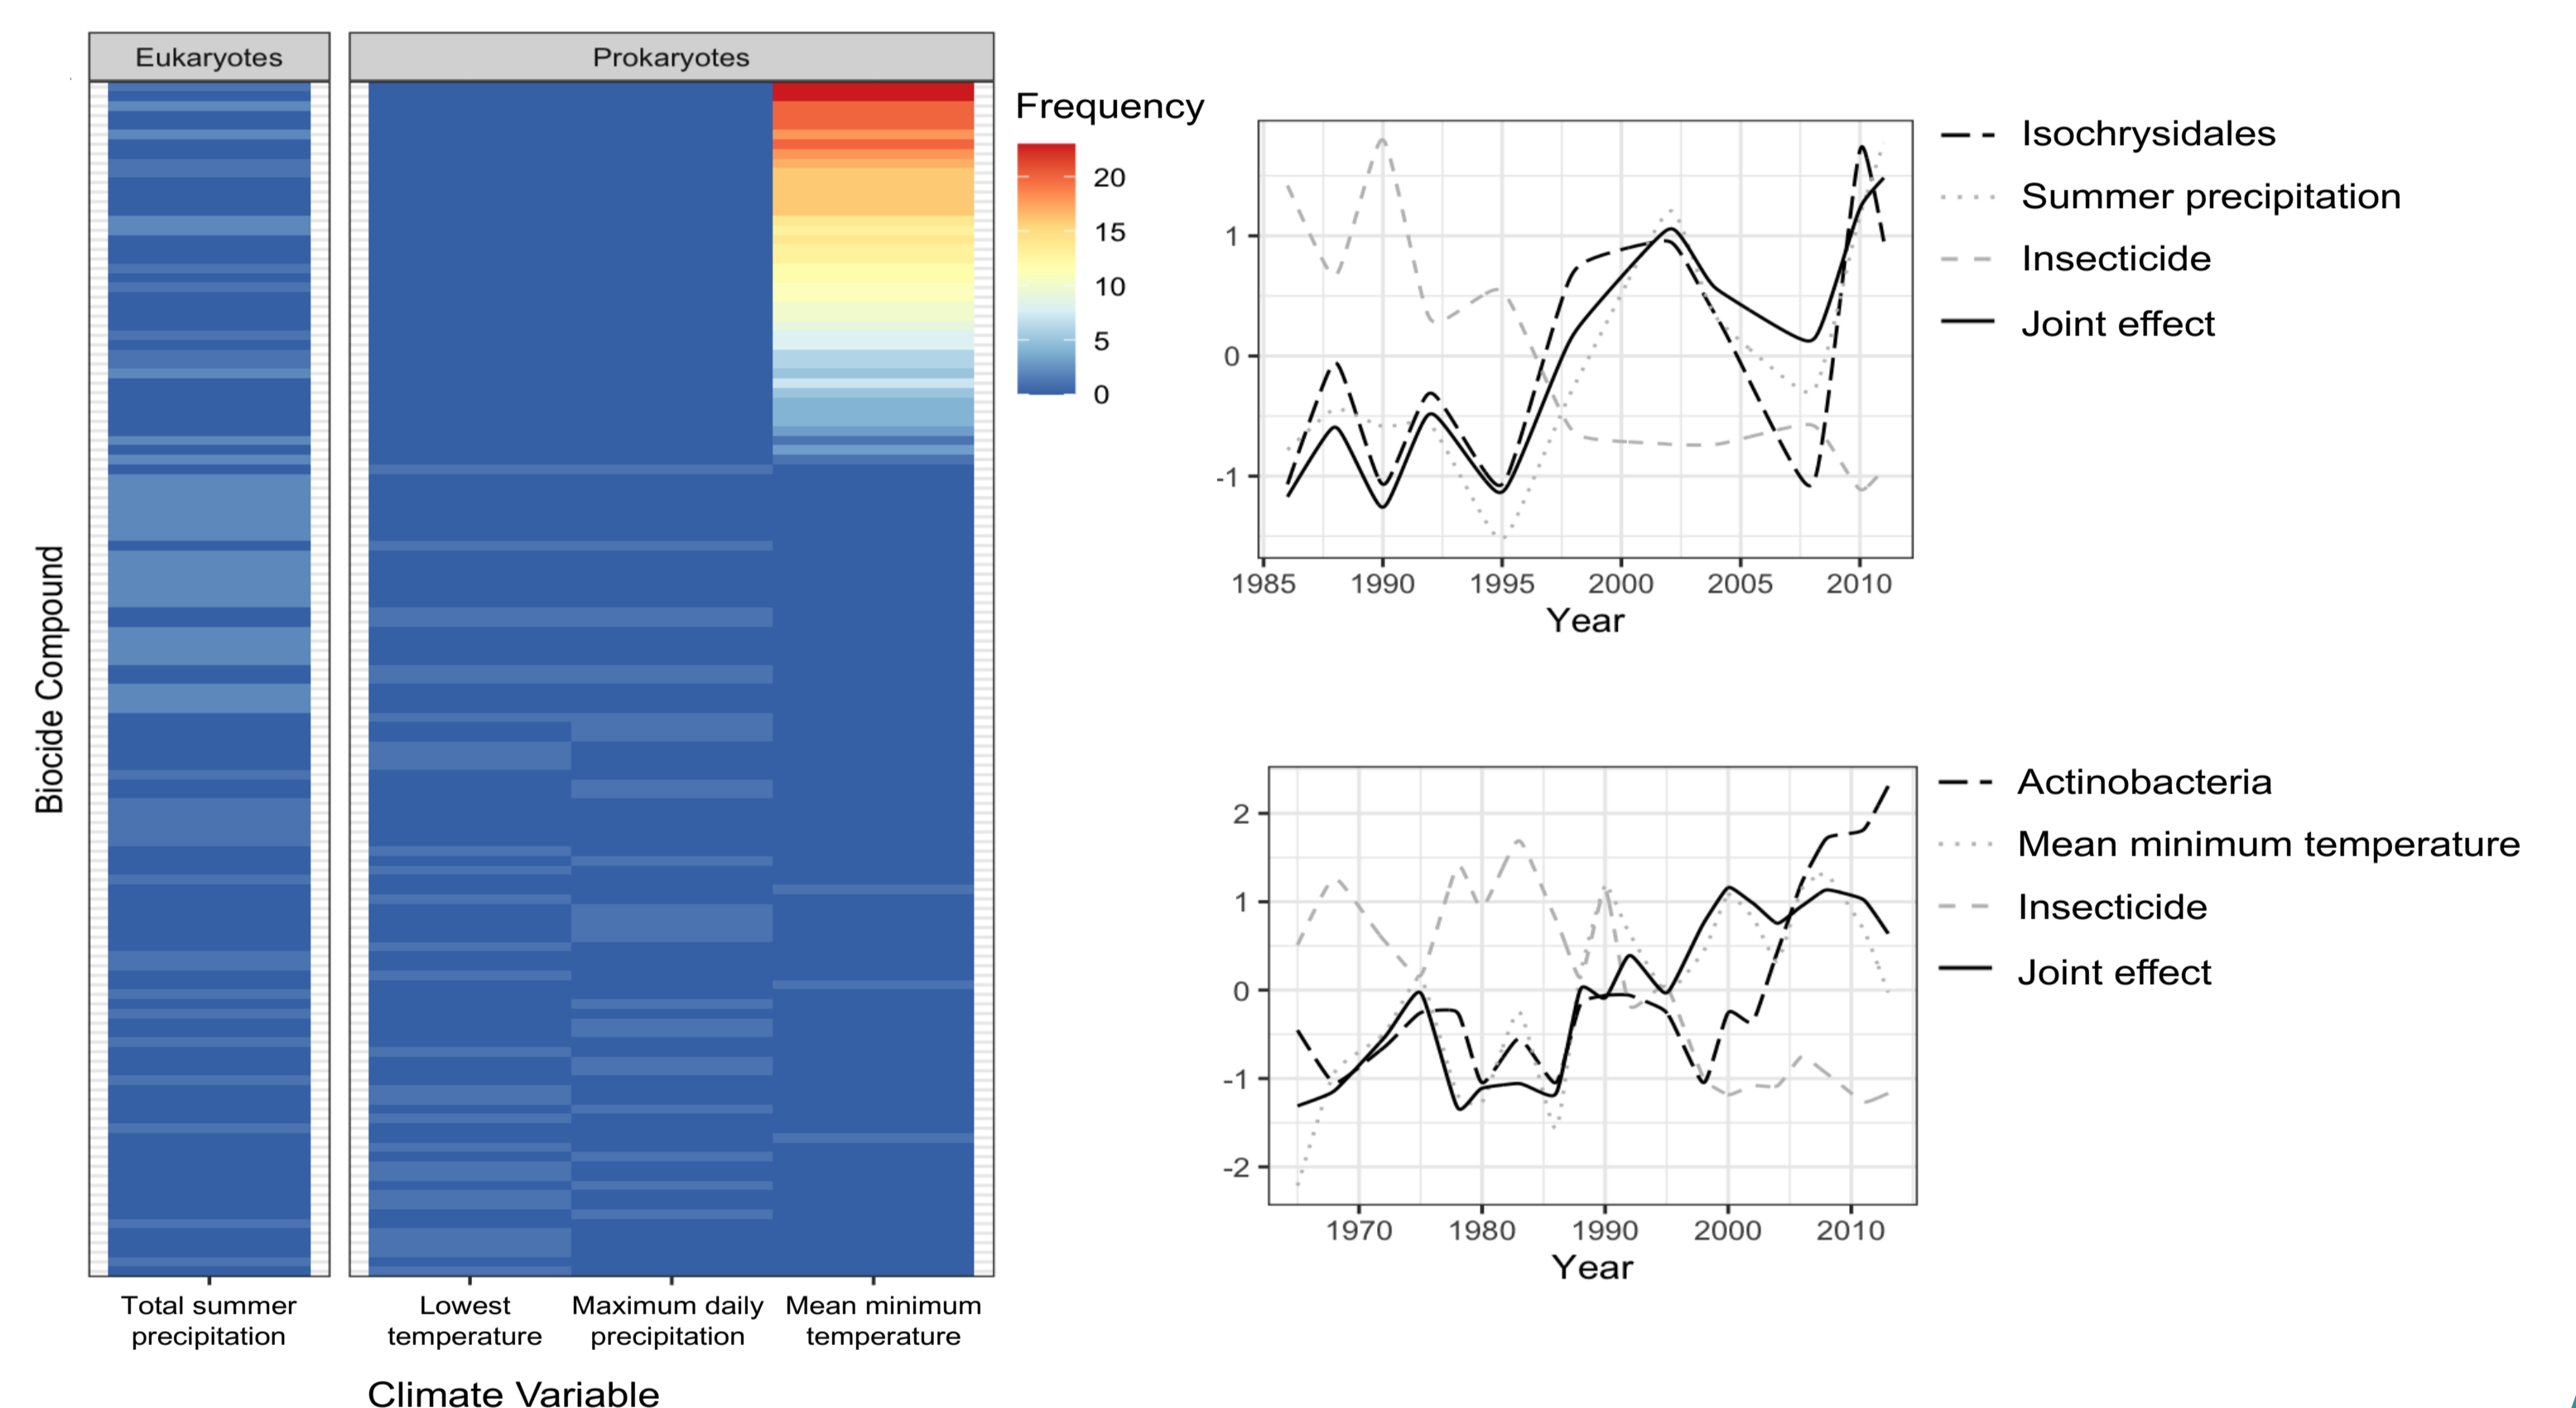 Eukaryotes
Prokaryotes
Biocide Compound
Total summer
precipitation
Lowest
temperature
Maximum daily
precipitation
Mean minimum
temperature
Climate Variable
Frequency
20
15
10
5
0
1
0
-1
1985 1990 1995 2000 2005 2010
Year
Isochrysidales
Summer precipitation
Insecticide
Joint effect
2
1
0
-1
-2
1970 1980 1990 2000 2010
Year
Actinobacteria
Mean minimum temperature
Insecticide
Joint effect